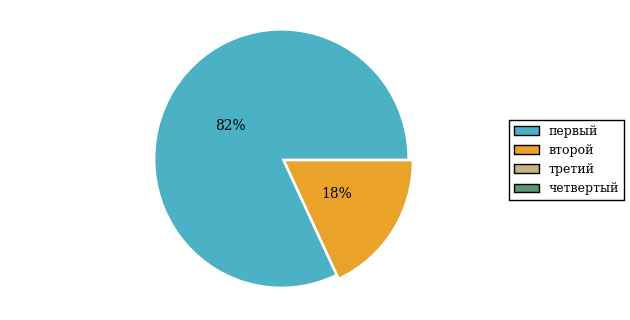 82%
18%
первый
второй
третий
четвертый